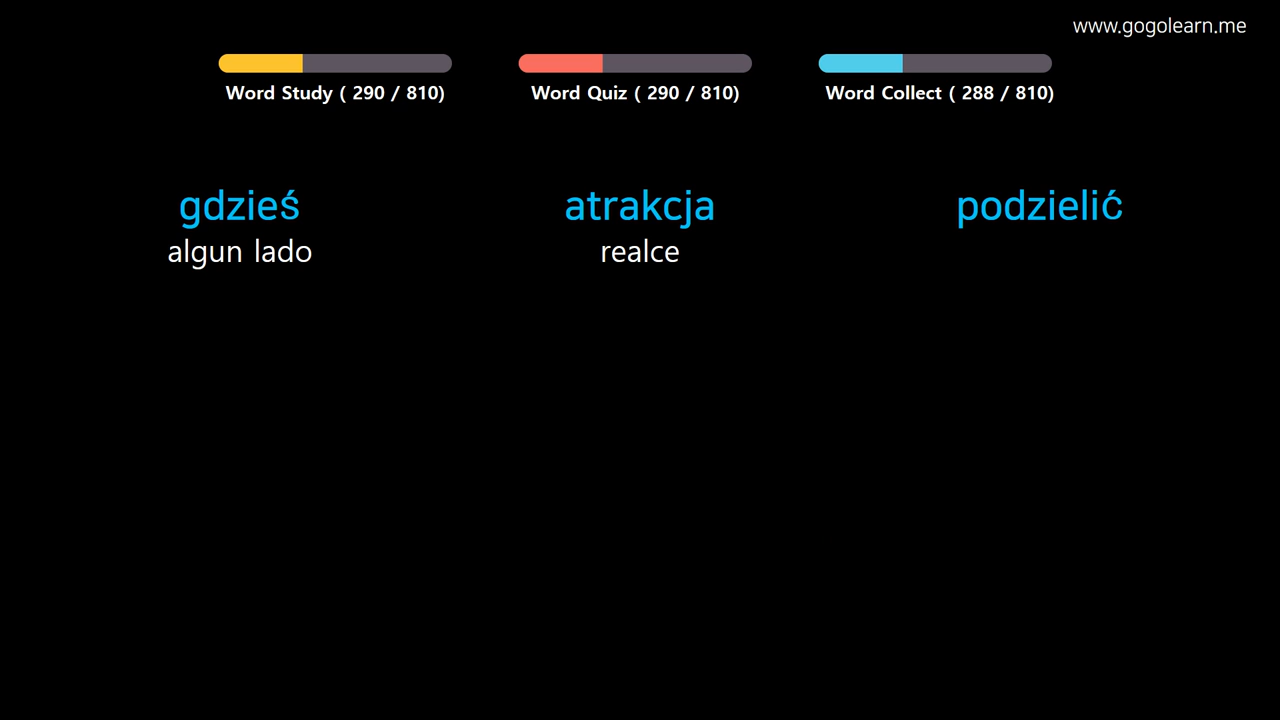 www.gogolearn.me
Word Study ( 290 / 810)
Word Quiz ( 290 / 810)
Word Collect ( 288 / 810)
gdzieś
algun lado
atrakcja
realce
podzielić